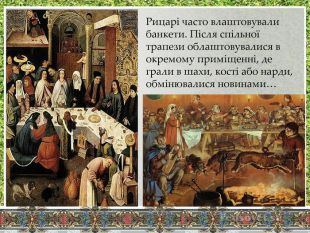 Рицарі часто влаштовували
банкети. Після спільної
трапези облаштовувалися в
окремому приміщенні, де
грали в шахи, кості або нарди,
обмінювалися новинами…